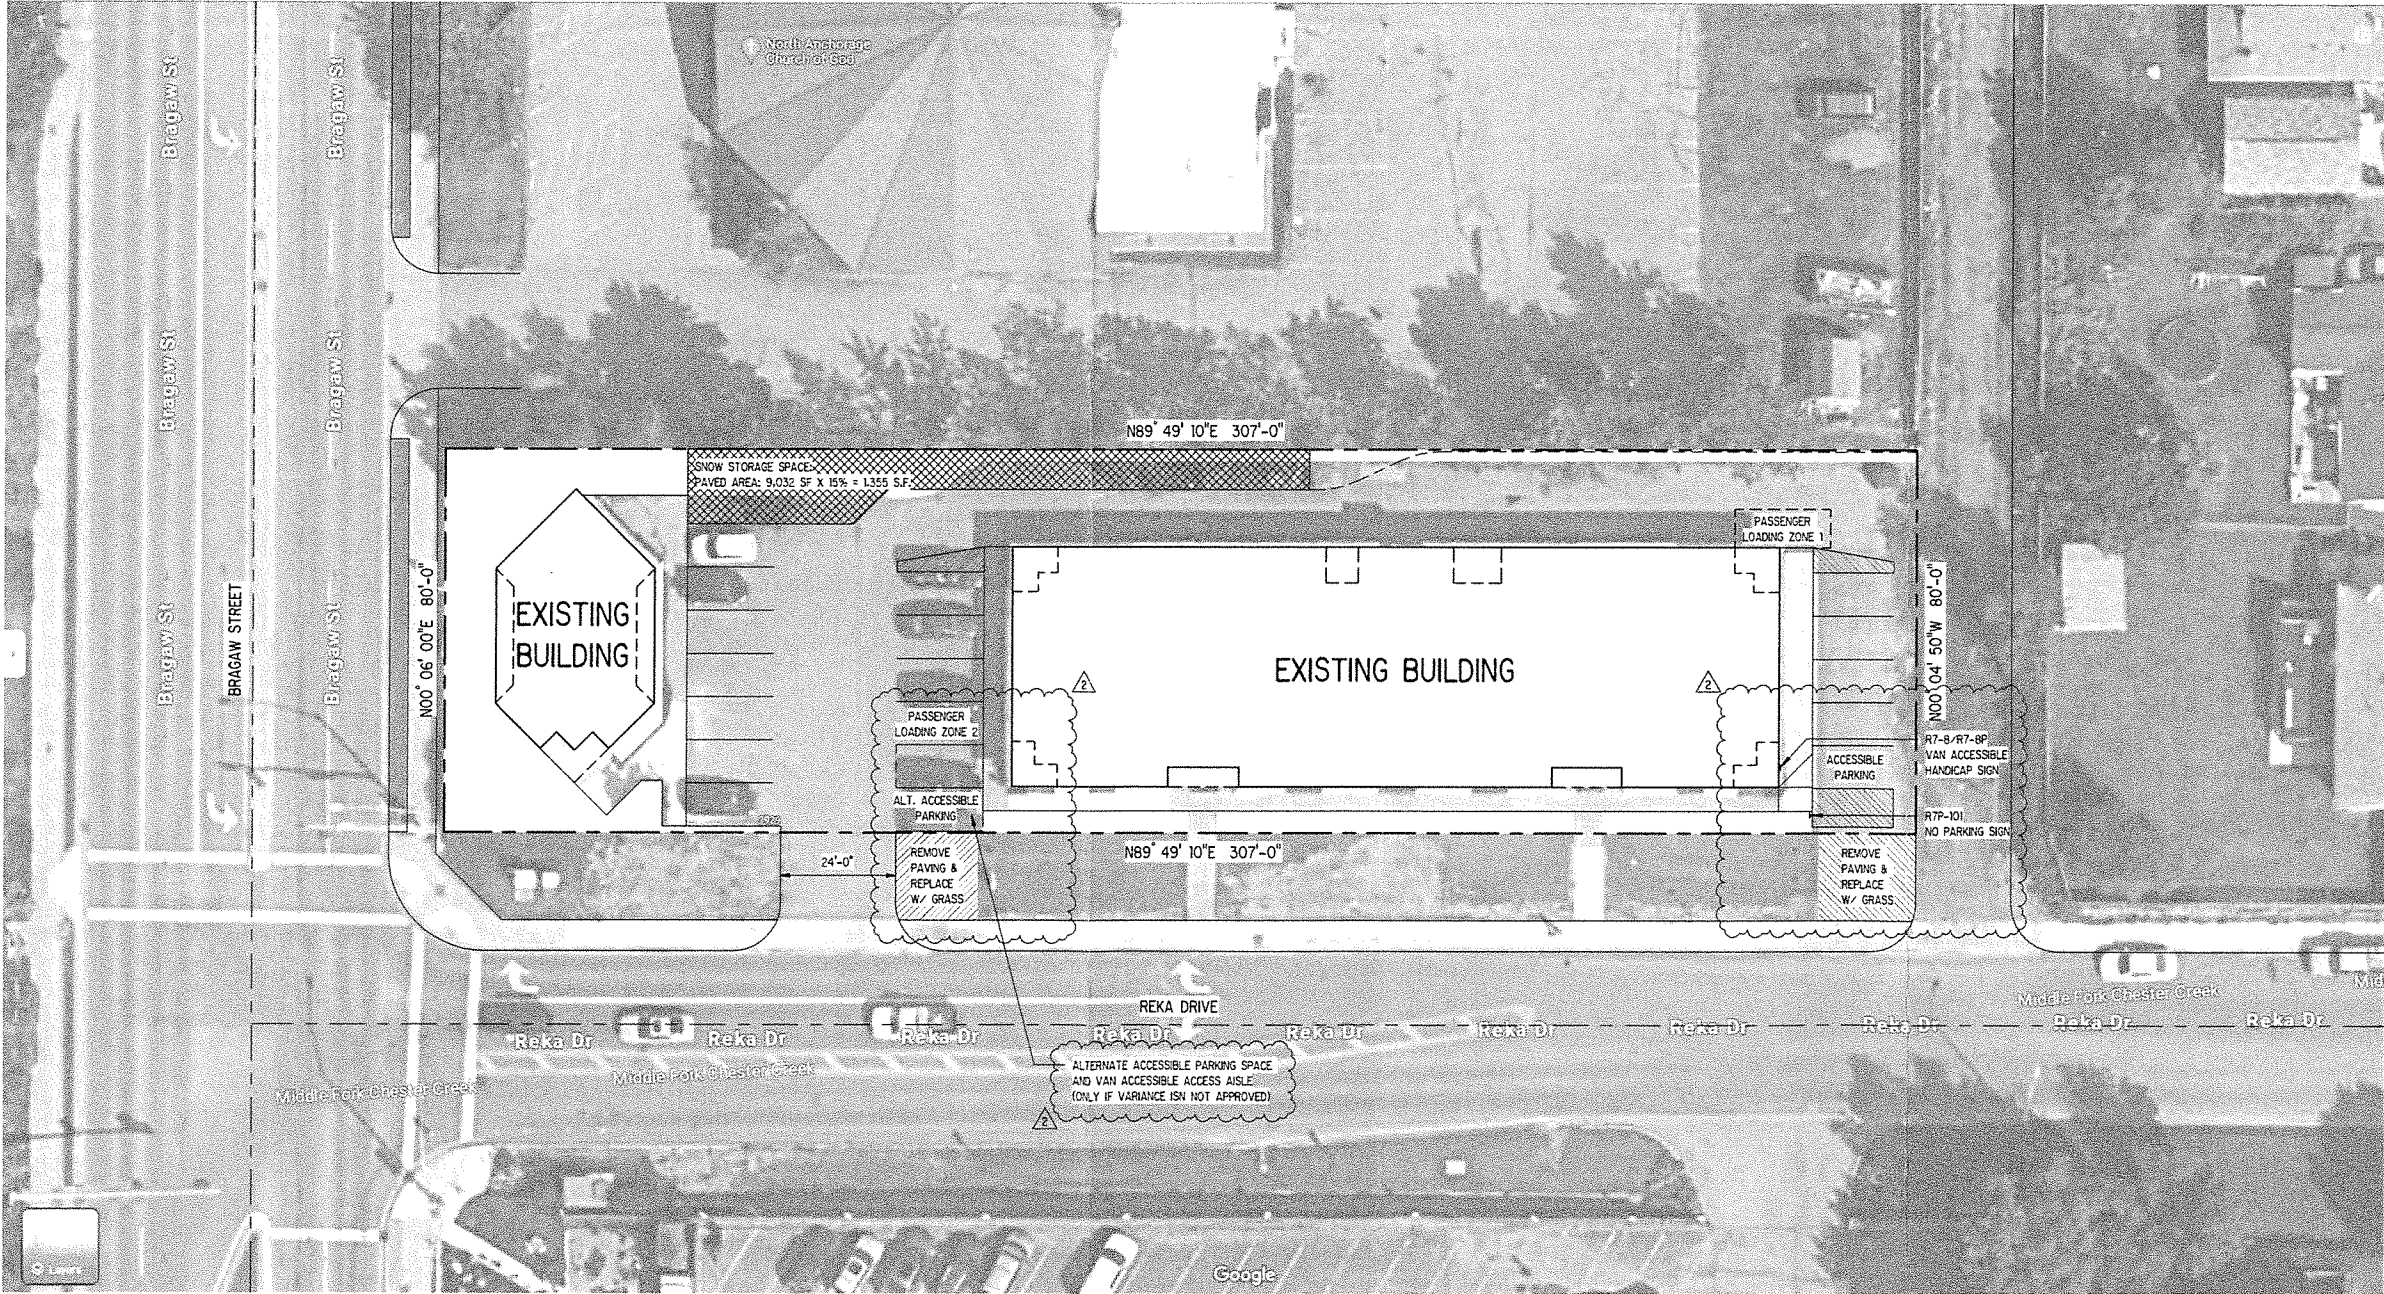 North Anchorage
Church of God
Bragaw St
Bragaw St
Bragaw St
Bragaw St
Bragaw St
Bragaw St
BRAGAW STREET
N89° 49' 10"E 307'-0"
SNOW STORAGE SPACE:
PAVED AREA: 9,032 SF X 15% = 1,355 S.F.
N00° 06' 00"E 80'-0"
EXISTING
BUILDING
PASSENGER
LOADING ZONE 1
EXISTING BUILDING
N00° 04' 50"W 80'-0"
2
2
PASSENGER
LOADING ZONE 2
ALT. ACCESSIBLE
PARKING
ACCESSIBLE
PARKING
R7-8/R7-8P
VAN ACCESSIBLE
HANDICAP SIGN
R7P-101
NO PARKING SIGN
24'-0"
REMOVE
PAVING &
REPLACE
W/ GRASS
N89° 49' 10"E 307'-0"
REMOVE
PAVING &
REPLACE
W/ GRASS
REKA DRIVE
Middle Fork Chester Creek
Mid
Reka Dr
Reka Dr
Reka Dr
Reka Dr
Reka Dr
Reka Dr
Reka Dr
Reka Dr
Reka Dr
Reka Dr
Middle Fork Chester Creek
Middle Fork Chester Creek
ALTERNATE ACCESSIBLE PARKING SPACE
AND VAN ACCESSIBLE ACCESS AISLE
(ONLY IF VARIANCE ISN NOT APPROVED)
2
Layers
Google